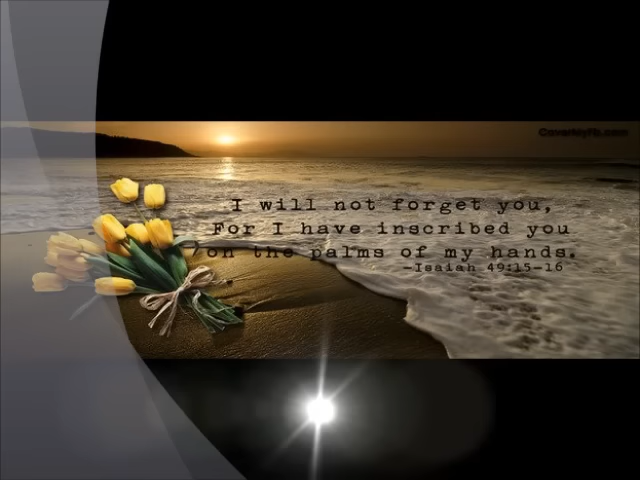 CoverMyFb.com
I will not forget you,
For I have inscribed you
on the palms of my hands.
-Isaiah 49:15-16